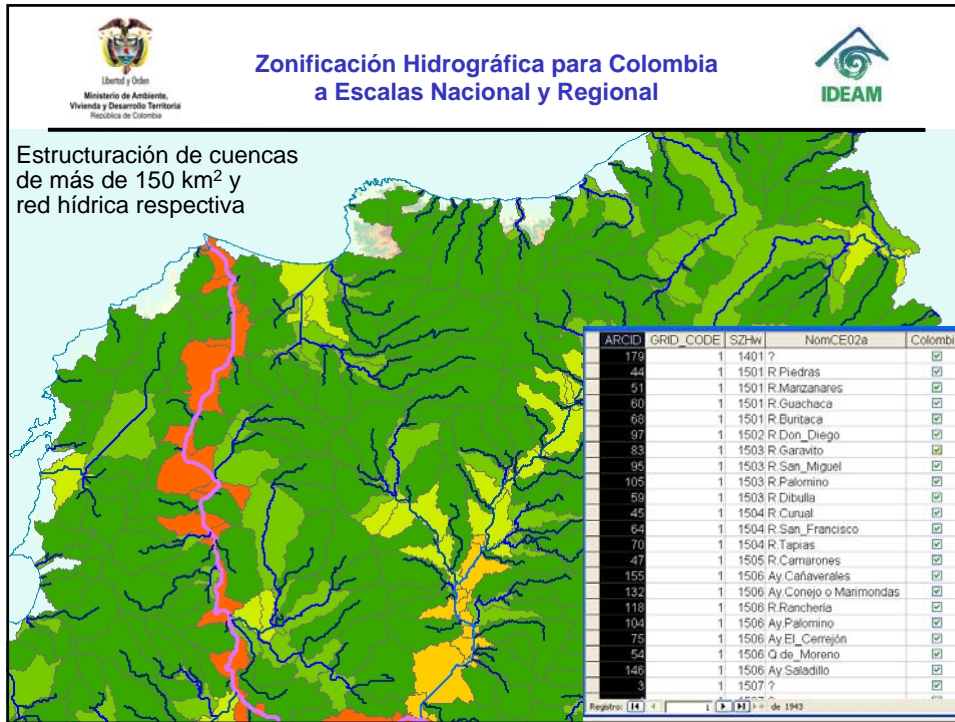 Libertad y Orden
Ministerio de Ambiente,
Vivienda y Desarrollo Territorial
República de Colombia
Zonificación Hidrográfica para Colombia
a Escalas Nacional y Regional
IDEAM
Estructuración de cuencas
de más de 150 km² y
red hídrica respectiva
ARCID GRID_CODE SZHw NomCE02a Colombi
179 1 1401 ?
44 1 1501 R.Piedras
51 1 1501 R.Manzanares
60 1 1501 R.Guachaca
68 1 1501 R.Buritaca
97 1 1502 R.Don_Diego
83 1 1503 R.Garavito
95 1 1503 R.San_Miguel
105 1 1503 R.Palomino
59 1 1503 R.Dibulla
45 1 1504 R.Curual
64 1 1504 R.San_Francisco
70 1 1504 R.Tapias
47 1 1505 R.Camarones
155 1 1506 Ay.Cañaverales
132 1 1506 Ay.Conejo o Marimondas
118 1 1506 R.Ranchería
104 1 1506 Ay.Palomino
75 1 1506 Ay.El_Cerrejón
54 1 1506 Q.de_Moreno
146 1 1506 Ay.Saladillo
3 1 1507 ?
Registro: 1 de 1943